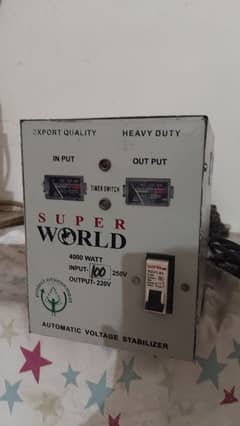 EXPORT QUALITY HEAVY DUTY
IN PUT OUT PUT
TIMER SWITCH
SUPER
WORLD
4000 WATT
INPUT-100 250V
OUTPUT-220V
AUTOMATIC VOLTAGE STABILIZER